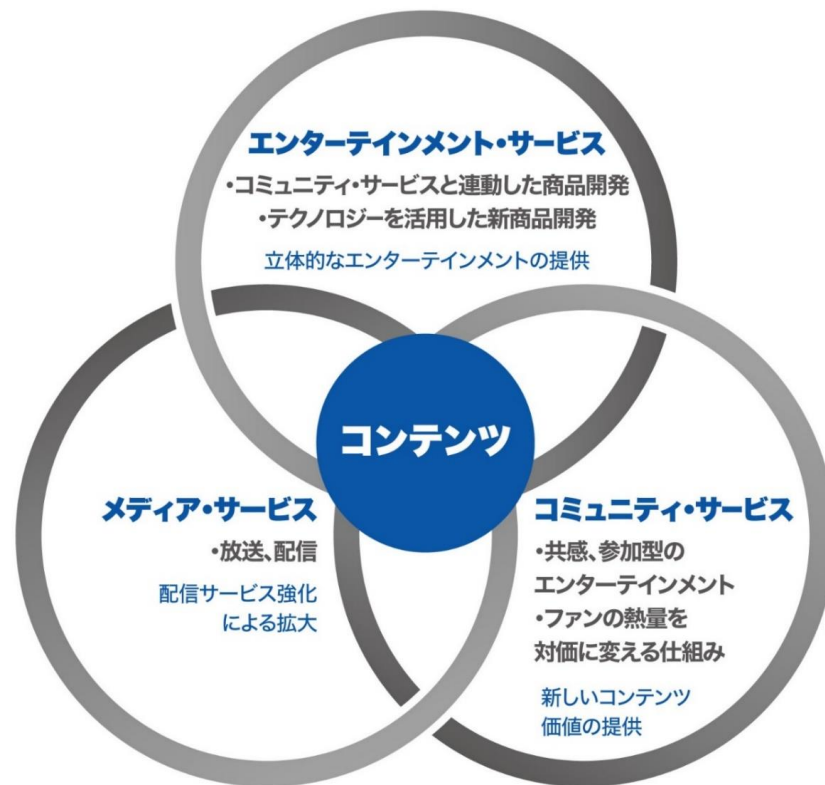 エンターテインメント・サービス
・コミュニティ・サービスと連動した商品開発
・テクノロジーを活用した新商品開発
立体的なエンターテインメントの提供
コンテンツ
メディア・サービス
・放送、配信
配信サービス強化
による拡大
コミュニティ・サービス
・共感、参加型の
エンターテインメント
・ファンの熱量を
対価に変える仕組み
新しいコンテンツ
価値の提供